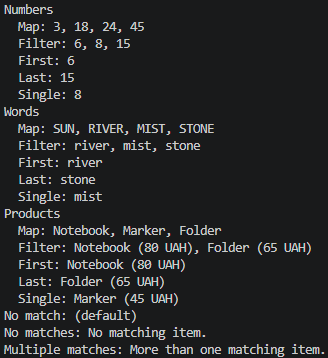 Numbers
  Map: 3, 18, 24, 45
  Filter: 6, 8, 15
  First: 6
  Last: 15
  Single: 8
Words
  Map: SUN, RIVER, MIST, STONE
  Filter: river, mist, stone
  First: river
  Last: stone
  Single: mist
Products
  Map: Notebook, Marker, Folder
  Filter: Notebook (80 UAH), Folder (65 UAH)
  First: Notebook (80 UAH)
  Last: Folder (65 UAH)
  Single: Marker (45 UAH)
No match: (default)
No matches: No matching item.
Multiple matches: More than one matching item.